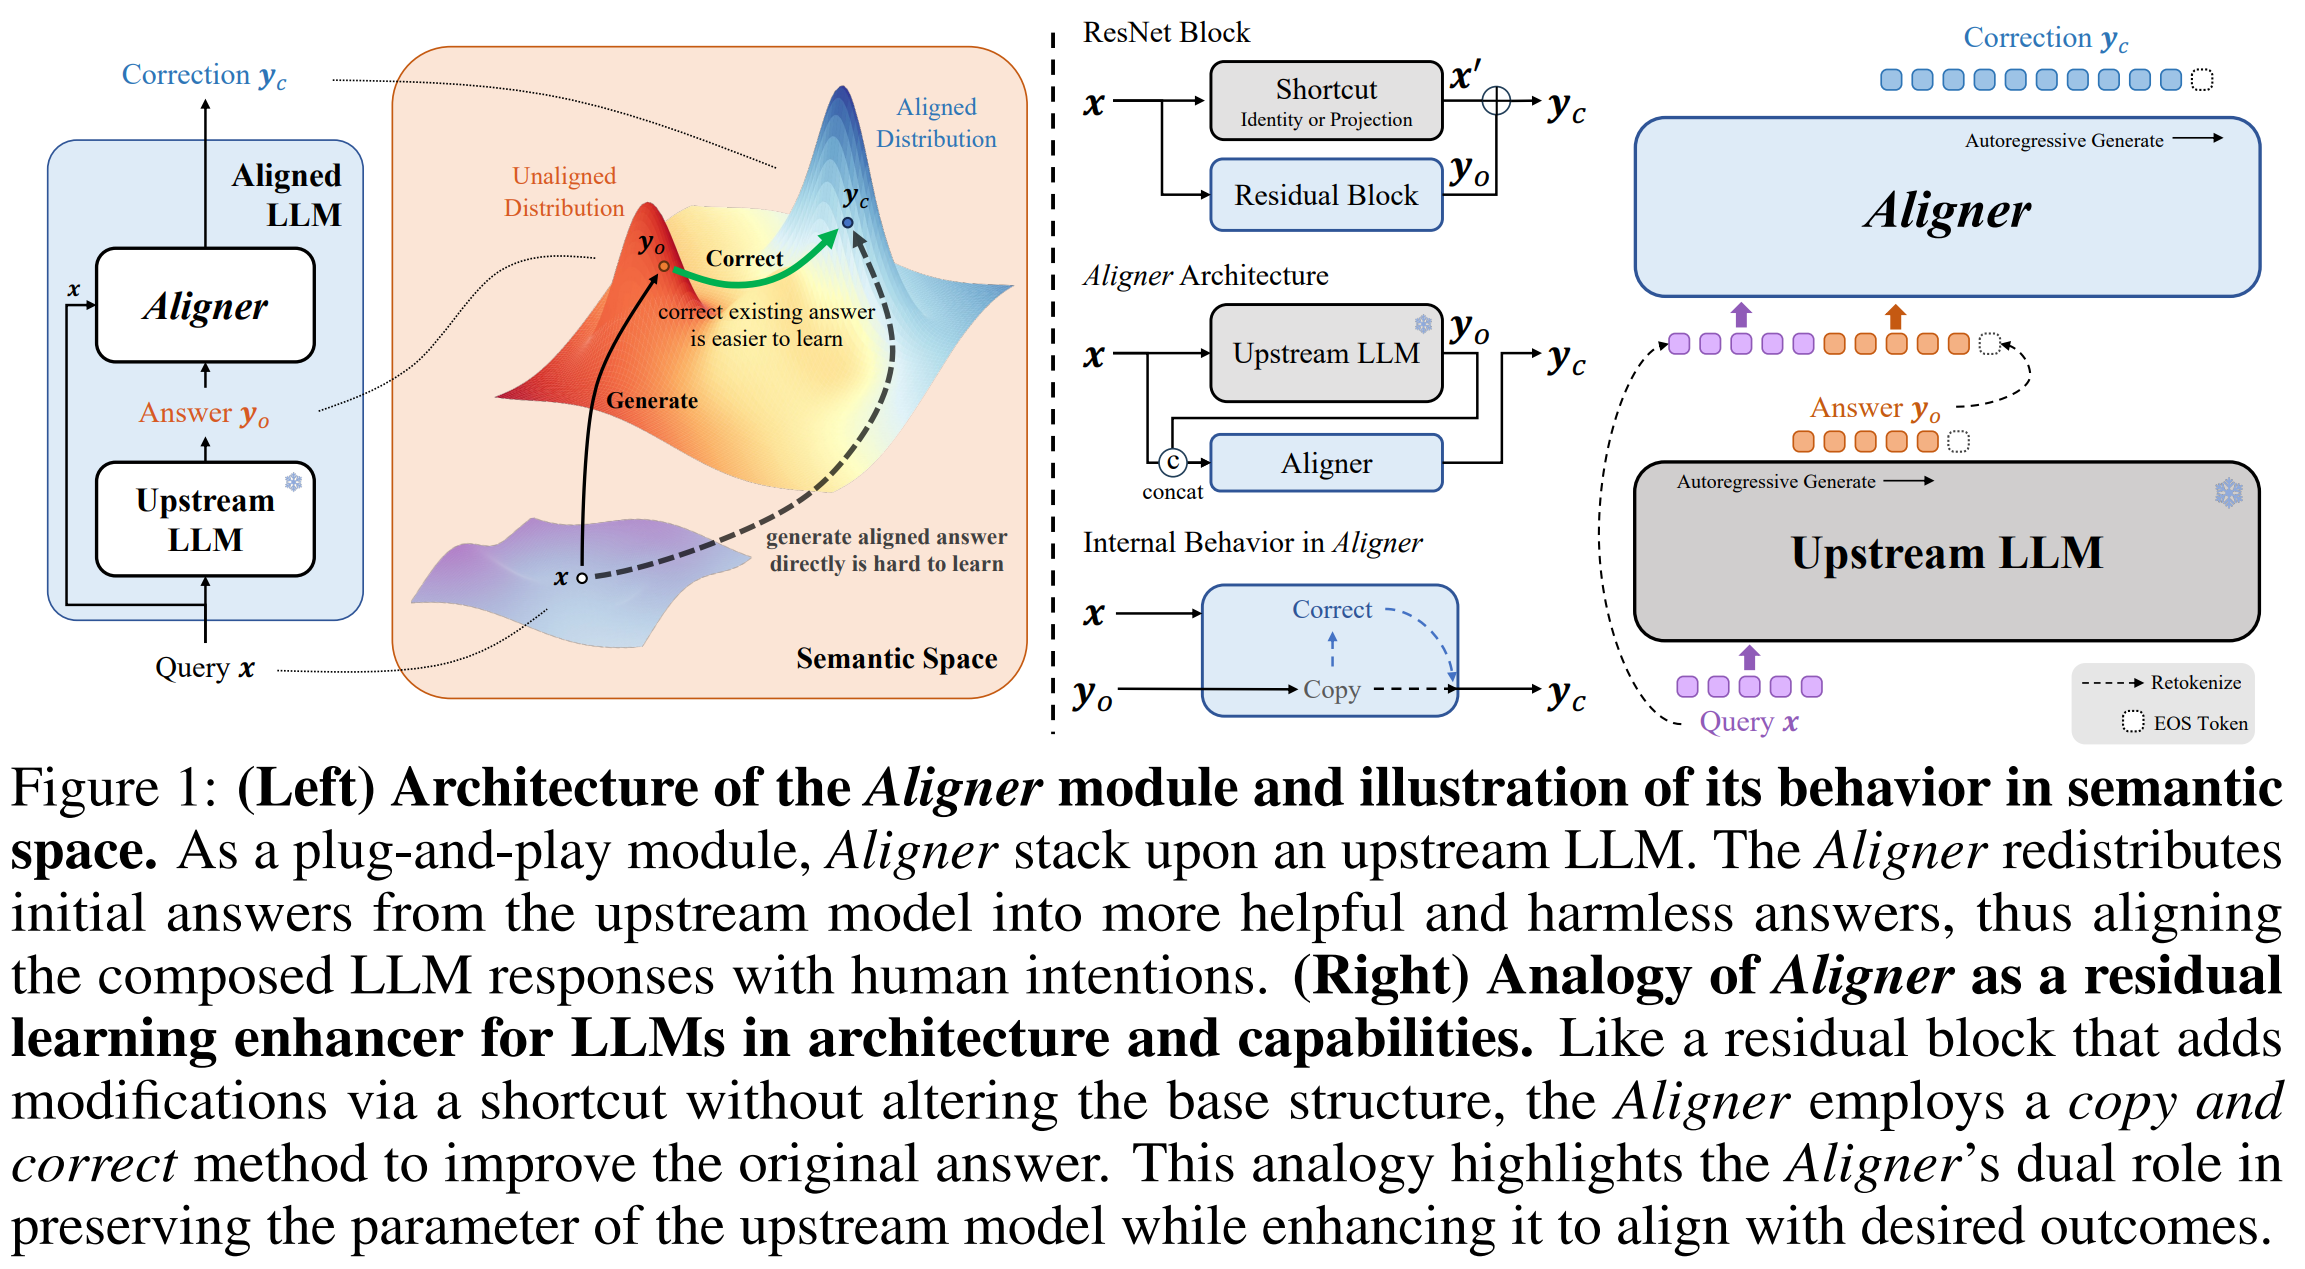 Correction y_c
Aligned
LLM
x
Aligner
Answer y_o
Upstream
LLM
Query x
Unaligned
Distribution
Aligned
Distribution
y_o
y_c
Correct
correct existing answer
is easier to learn
Generate
generate aligned answer
directly is hard to learn
x
Semantic Space
ResNet Block
x
Shortcut
Identity or Projection
x′
y_c
Residual Block
y_o
Aligner Architecture
x
Upstream LLM
y_o
y_c
c
concat
Aligner
Internal Behavior in Aligner
x
Correct
y_o
Copy
y_c
Correction y_c
Autoregressive Generate
Aligner
Answer y_o
Autoregressive Generate
Upstream LLM
Query x
Retokenize
EOS Token
Figure 1: (Left) Architecture of the Aligner module and illustration of its behavior in semantic
space. As a plug-and-play module, Aligner stack upon an upstream LLM. The Aligner redistributes
initial answers from the upstream model into more helpful and harmless answers, thus aligning
the composed LLM responses with human intentions. (Right) Analogy of Aligner as a residual
learning enhancer for LLMs in architecture and capabilities. Like a residual block that adds
modifications via a shortcut without altering the base structure, the Aligner employs a copy and
correct method to improve the original answer. This analogy highlights the Aligner's dual role in
preserving the parameter of the upstream model while enhancing it to align with desired outcomes.